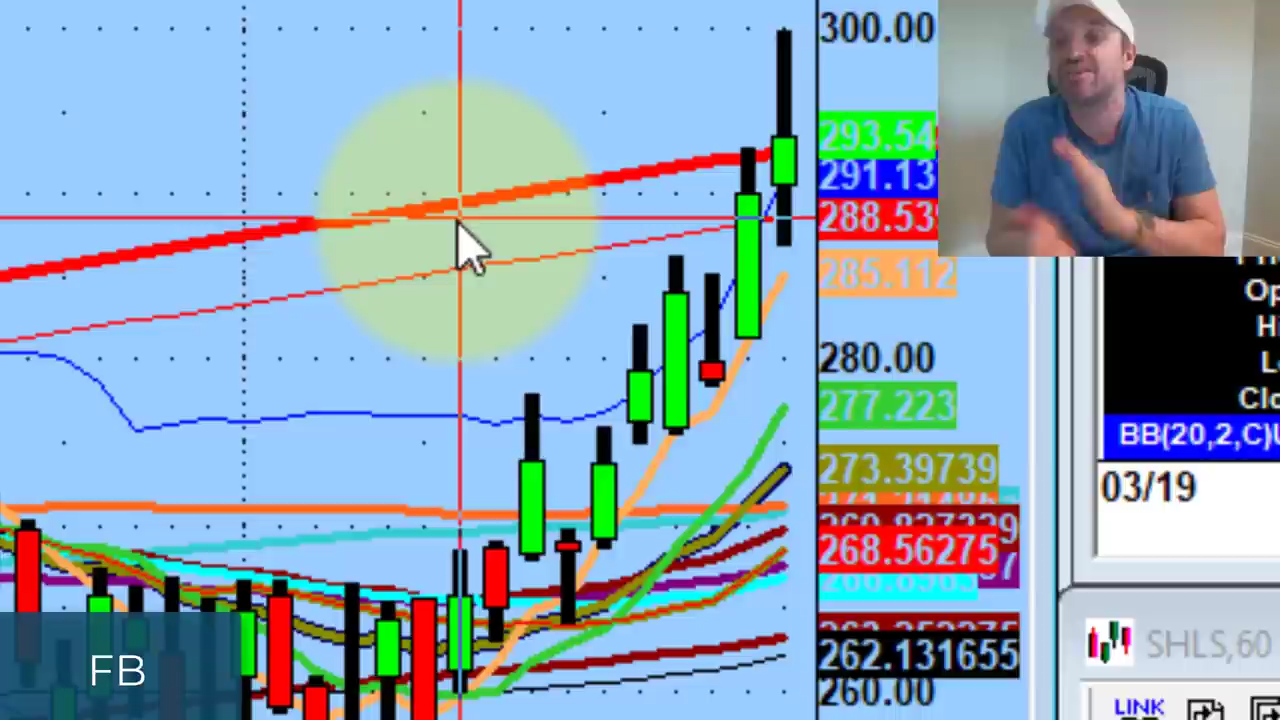 300.00
293.54
291.13
288.53
285.112
280.00
277.223
273.39739
268.56275
262.131655
260.00
Op
BB(20,2,C)
03/19
SHLS,60
LINK
FB